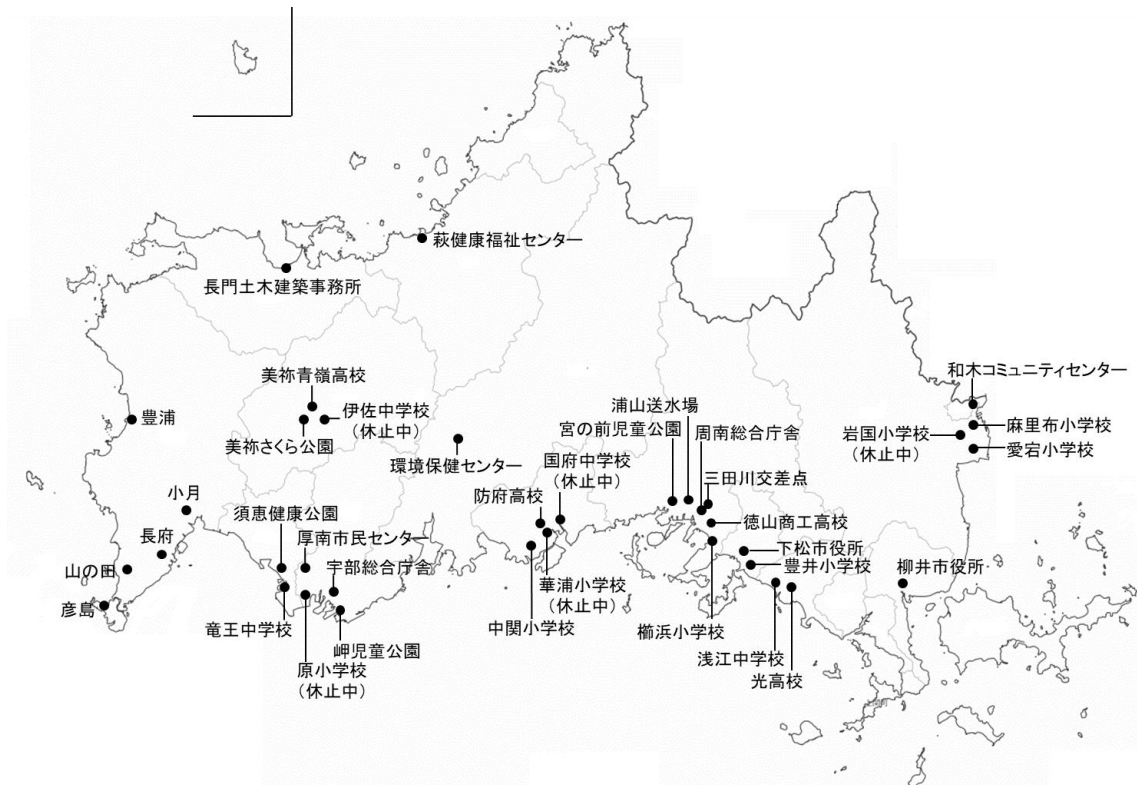 萩健康福祉センター
長門土木建築事務所
美祢青嶺高校
伊佐中学校
（休止中）
美祢さくら公園
豊浦
環境保健センター
小月
長府
山の田
彦島
須恵健康公園
厚南市民センター
宇部総合庁舎
竜王中学校
岬児童公園
原小学校
（休止中）
国府中学校
（休止中）
防府高校
華浦小学校
（休止中）
中関小学校
浦山送水場
宮の前児童公園
周南総合庁舎
三田川交差点
徳山商工高校
下松市役所
豊井小学校
櫛浜小学校
浅江中学校
光高校
柳井市役所
和木コミュニティセンター
麻里布小学校
岩国小学校
（休止中）
愛宕小学校